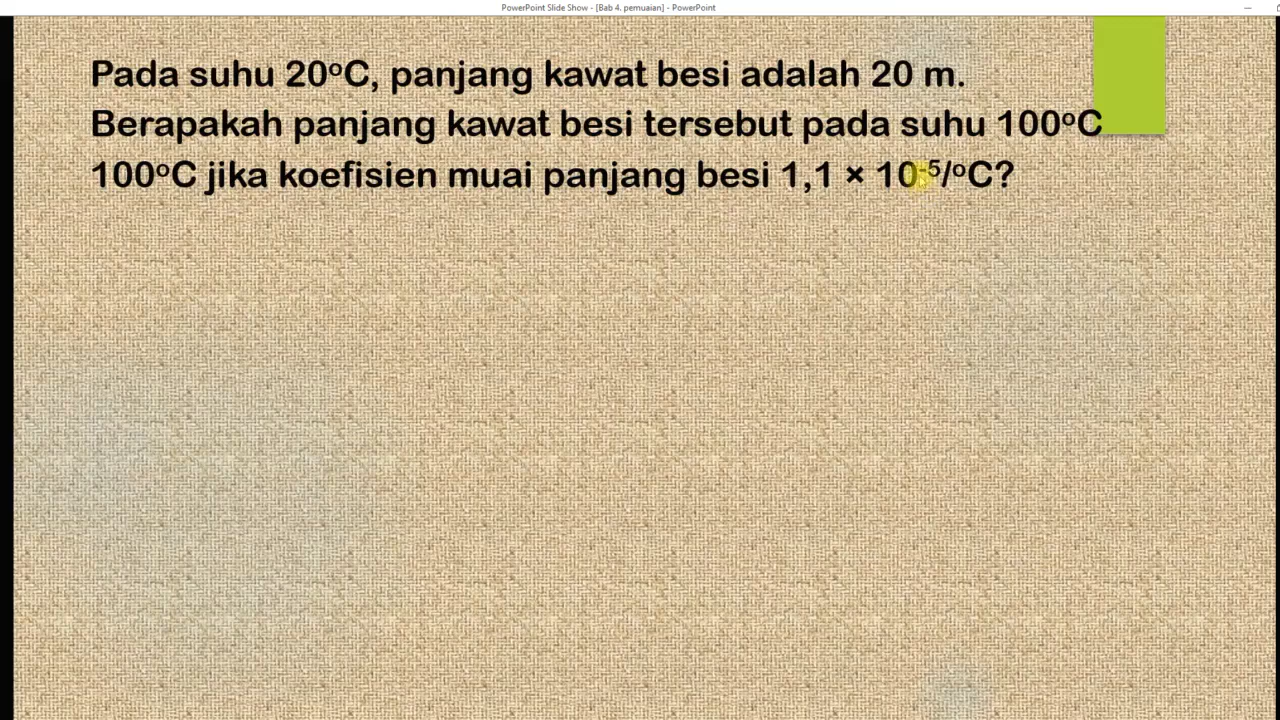 PowerPoint Slide Show - [Bab 4. pemuaian] - PowerPoint
Pada suhu 20°C, panjang kawat besi adalah 20 m.
Berapakah panjang kawat besi tersebut pada suhu 100°C
100°C jika koefisien muai panjang besi 1,1 × 10⁻⁵/°C?